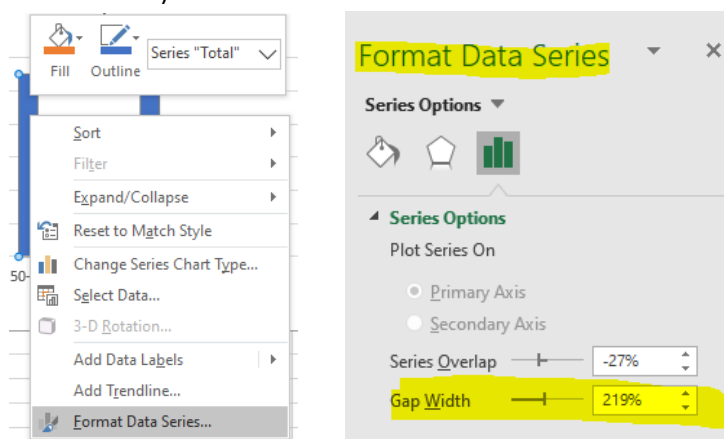 Series "Total"
Fill Outline
Sort
Filter
Expand/Collapse
Reset to Match Style
Change Series Chart Type...
50-
Select Data...
3-D Rotation...
Add Data Labels
Add Trendline...
Format Data Series...
Format Data Series
Series Options
Series Options
Plot Series On
Primary Axis
Secondary Axis
Series Overlap -27%
Gap Width 219%